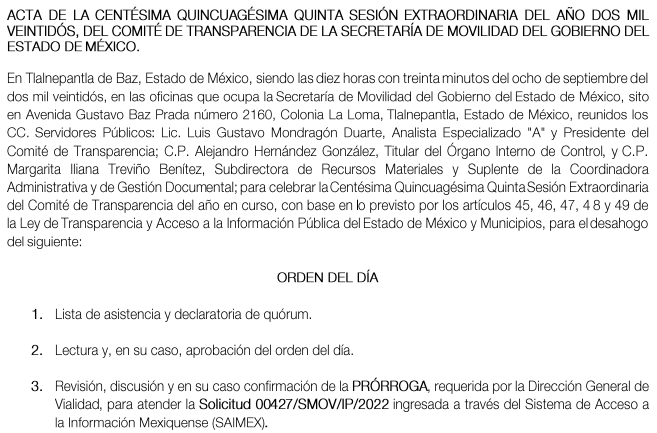 ACTA DE LA CENTÉSIMA QUINCUAGÉSIMA QUINTA SESIÓN EXTRAORDINARIA DEL AÑO DOS MIL
VEINTIDÓS, DEL COMITÉ DE TRANSPARENCIA DE LA SECRETARÍA DE MOVILIDAD DEL GOBIERNO DEL
ESTADO DE MÉXICO.
En Tlalnepantla de Baz, Estado de México, siendo las diez horas con treinta minutos del ocho de septiembre del
dos mil veintidós, en las oficinas que ocupa la Secretaría de Movilidad del Gobierno del Estado de México, sito
en Avenida Gustavo Baz Prada número 2160, Colonia La Loma, Tlalnepantla, Estado de México, reunidos los
CC. Servidores Públicos: Lic. Luis Gustavo Mondragón Duarte, Analista Especializado "A" y Presidente del
Comité de Transparencia; C.P. Alejandro Hernández González, Titular del Órgano Interno de Control, y C.P.
Margarita Iliana Treviño Benítez, Subdirectora de Recursos Materiales y Suplente de la Coordinadora
Administrativa y de Gestión Documental; para celebrar la Centésima Quincuagésima Quinta Sesión Extraordinaria
del Comité de Transparencia del año en curso, con base en lo previsto por los artículos 45, 46, 47, 4 8 y 49 de
la Ley de Transparencia y Acceso a la Información Pública del Estado de México y Municipios, para el desahogo
del siguiente:
ORDEN DEL DÍA
1. Lista de asistencia y declaratoria de quórum.
2. Lectura y, en su caso, aprobación del orden del día.
3. Revisión, discusión y en su caso confirmación de la PRÓRROGA, requerida por la Dirección General de
Vialidad, para atender la Solicitud 00427/SMOV/IP/2022 ingresada a través del Sistema de Acceso a
la Información Mexiquense (SAIMEX).